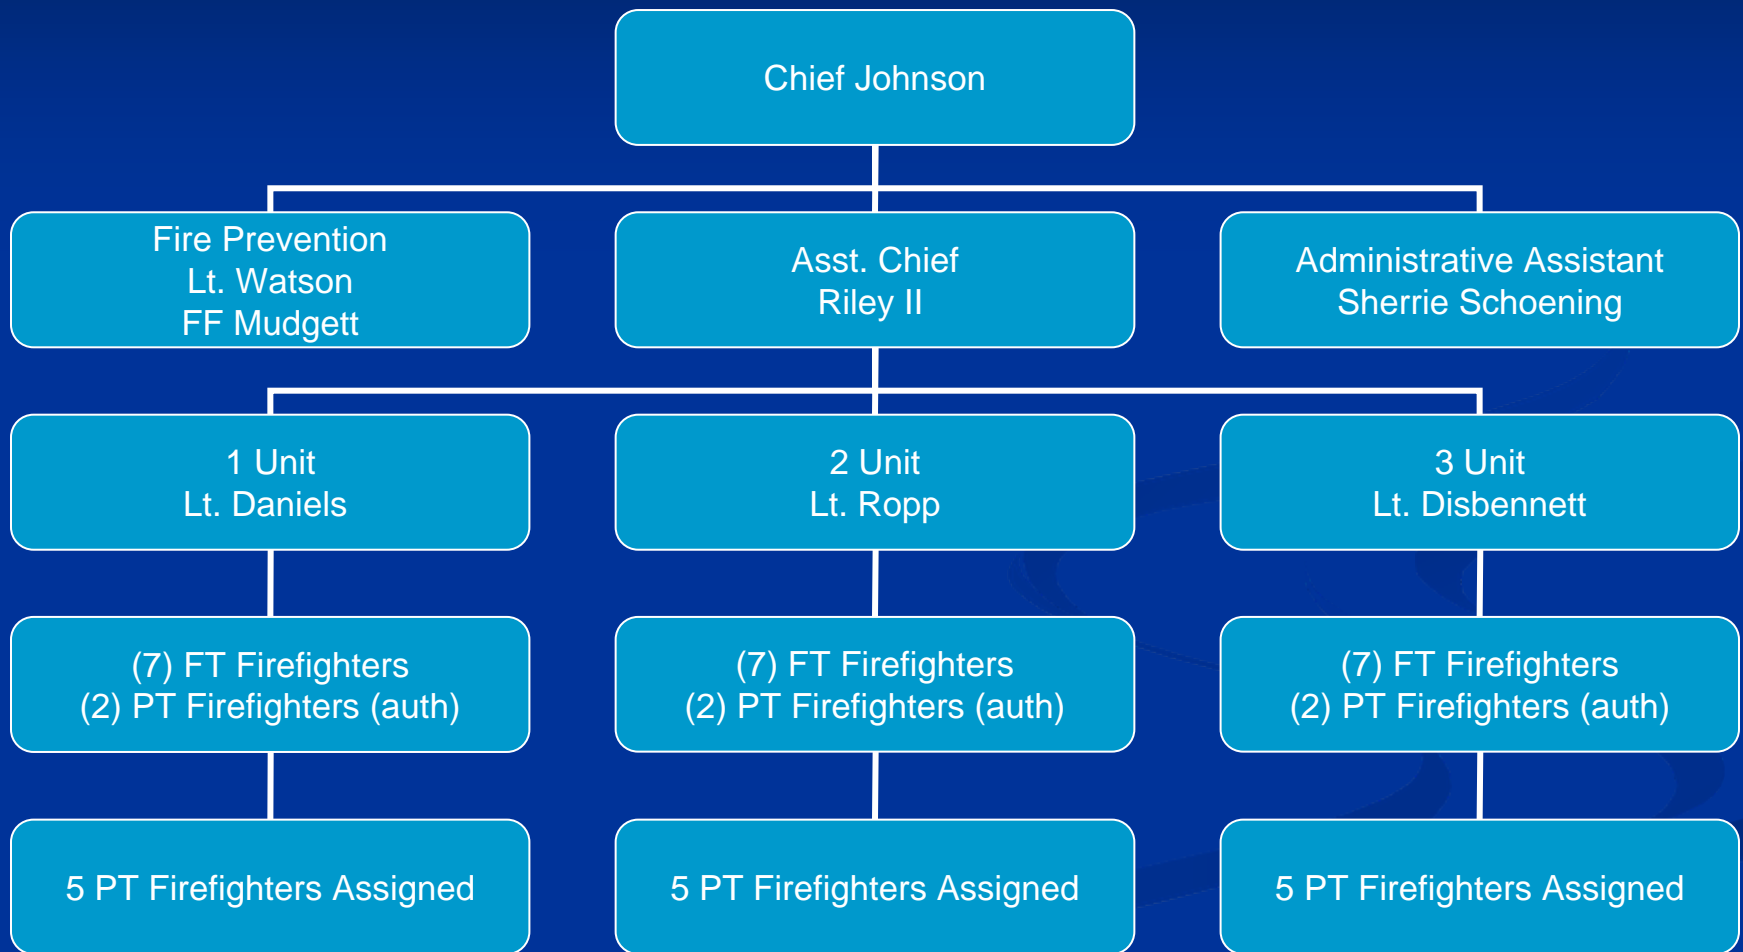 Chief Johnson
Fire Prevention
Lt. Watson
FF Mudgett
Asst. Chief
Riley II
Administrative Assistant
Sherrie Schoening
1 Unit
Lt. Daniels
2 Unit
Lt. Ropp
3 Unit
Lt. Disbennett
(7) FT Firefighters
(2) PT Firefighters (auth)
(7) FT Firefighters
(2) PT Firefighters (auth)
(7) FT Firefighters
(2) PT Firefighters (auth)
5 PT Firefighters Assigned
5 PT Firefighters Assigned
5 PT Firefighters Assigned